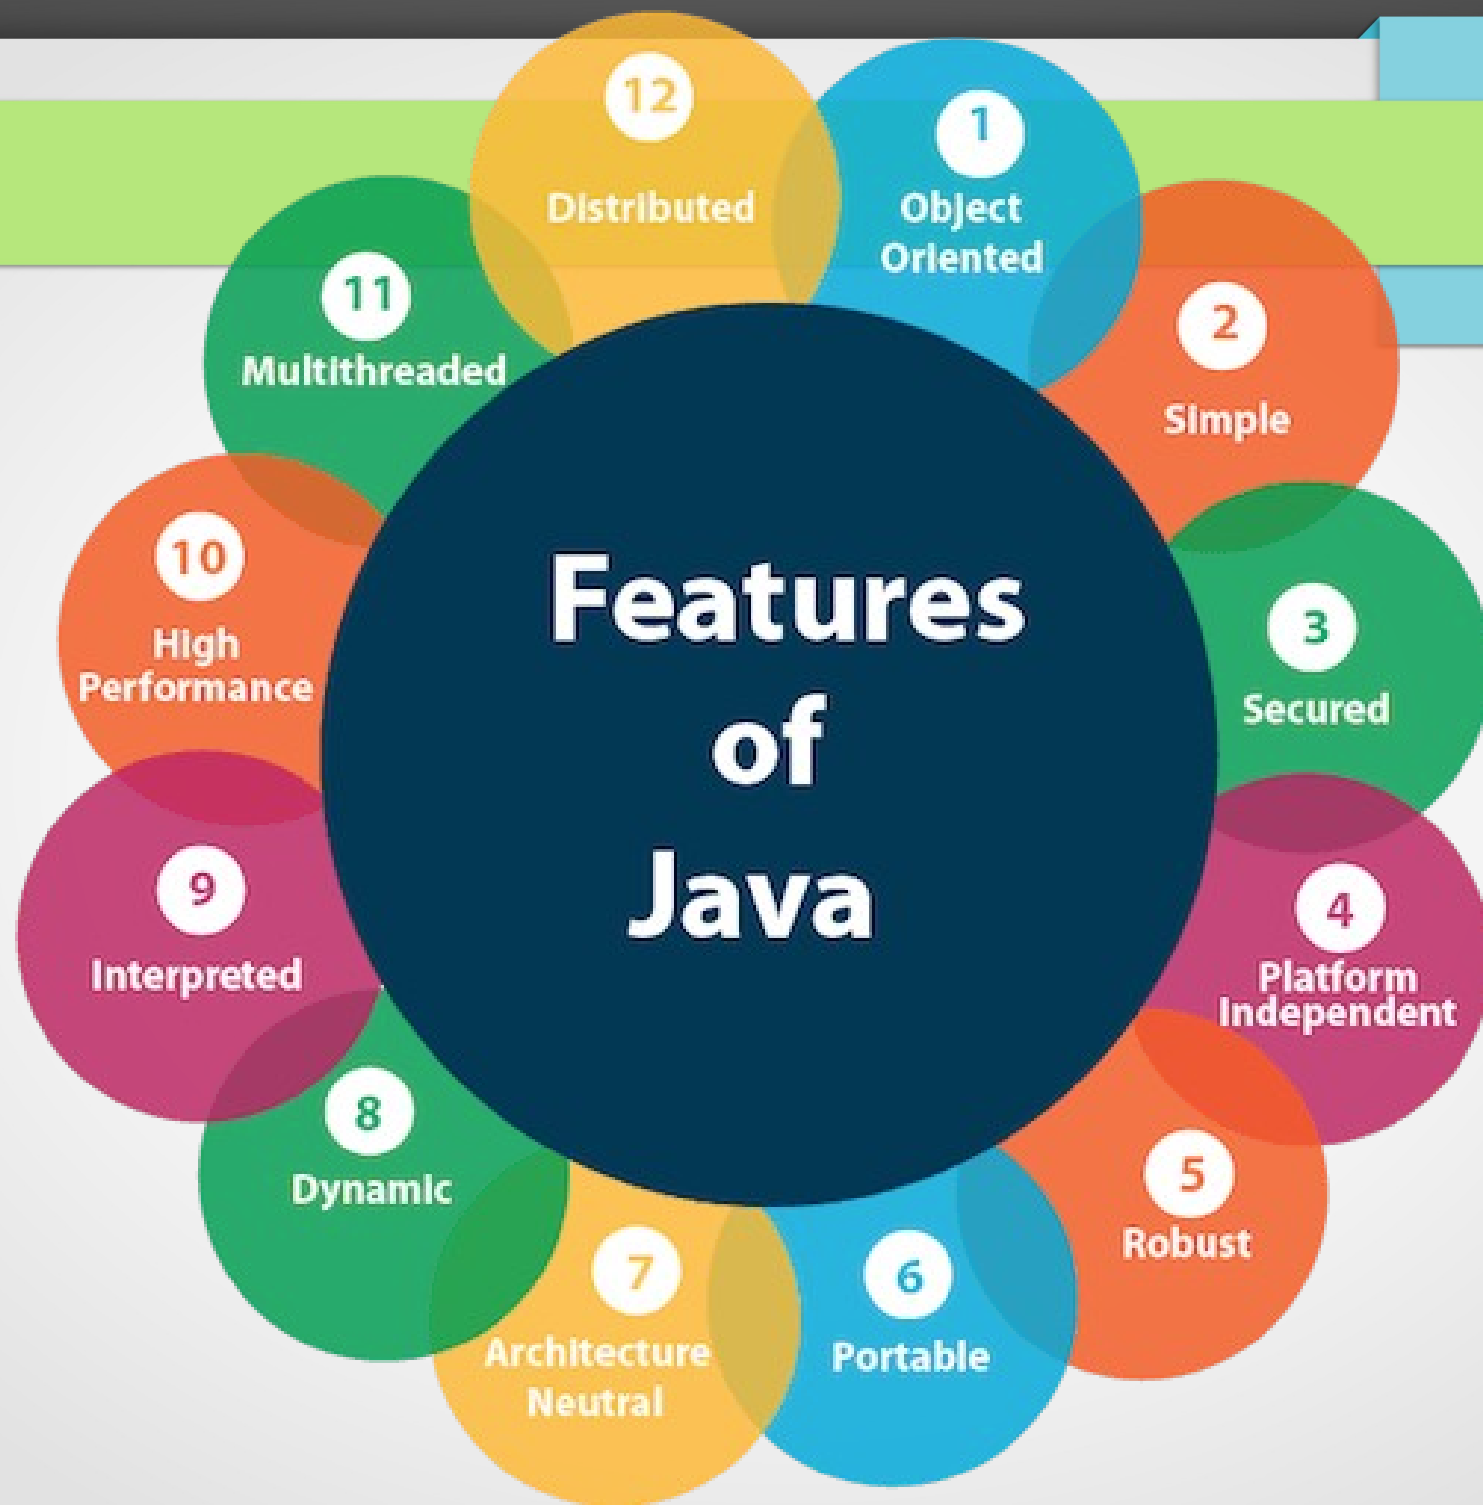 Features
of
Java
1
Object
Oriented
2
Simple
3
Secured
4
Platform
Independent
5
Robust
6
Portable
7
Architecture
Neutral
8
Dynamic
9
Interpreted
10
High
Performance
11
Multithreaded
12
Distributed